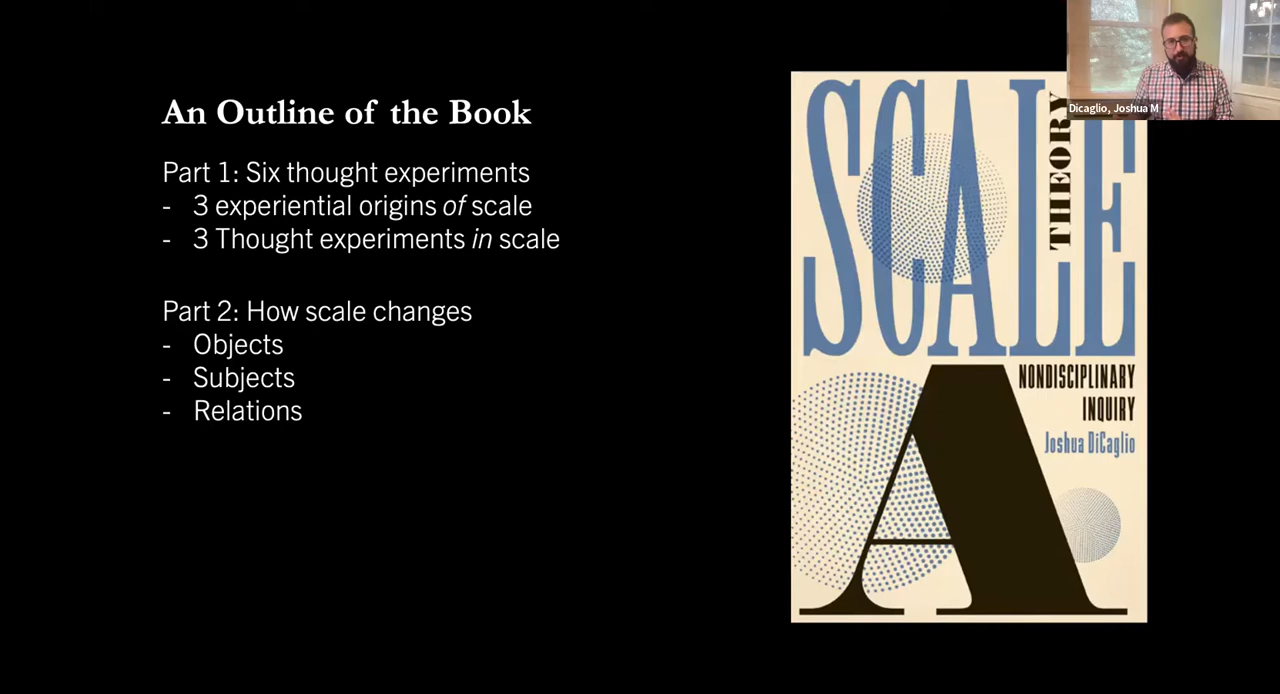 An Outline of the Book
Part 1: Six thought experiments
- 3 experiential origins of scale
- 3 Thought experiments in scale
Part 2: How scale changes
- Objects
- Subjects
- Relations
SCALE
THEORY
A
NONDISCIPLINARY
INQUIRY
Joshua DiCaglio
Dicaglio, Joshua M